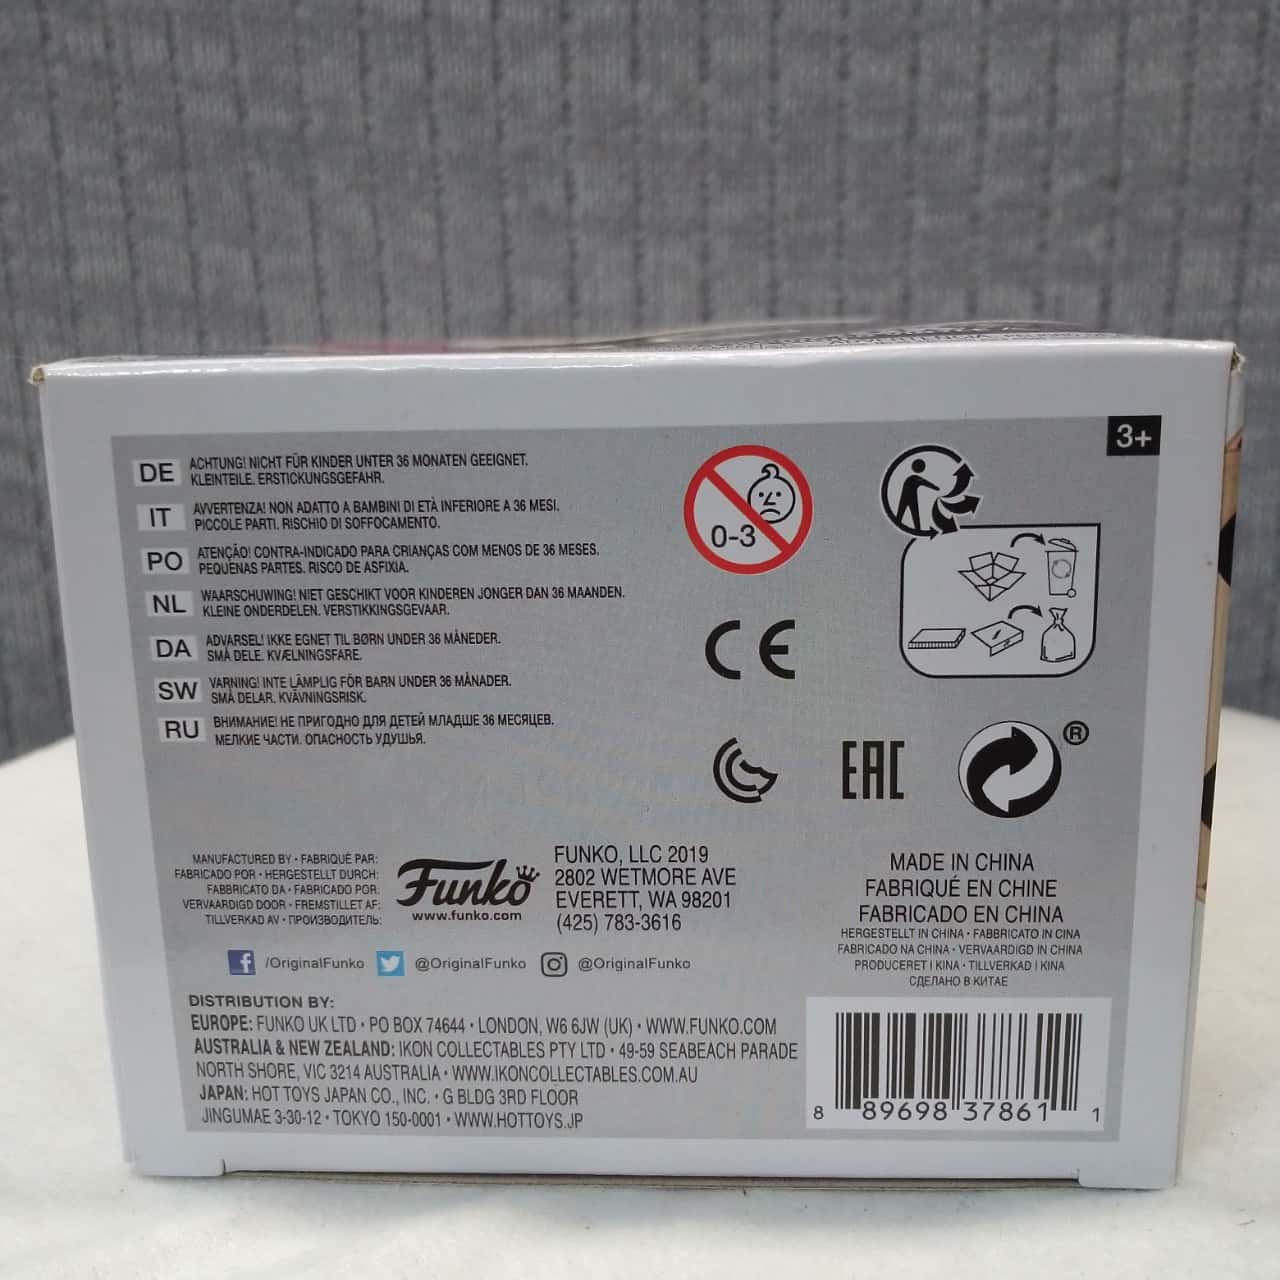 3+
DE ACHTUNG! NICHT FÜR KINDER UNTER 36 MONATEN GEEIGNET.
KLEINTEILE. ERSTICKUNGSGEFAHR.
IT AVVERTENZA! NON ADATTO A BAMBINI DI ETÀ INFERIORE A 36 MESI.
PICCOLE PARTI. RISCHIO DI SOFFOCAMENTO.
PO ATENÇÃO! CONTRA-INDICADO PARA CRIANÇAS COM MENOS DE 36 MESES.
PEQUENAS PARTES. RISCO DE ASFIXIA.
NL WAARSCHUWING! NIET GESCHIKT VOOR KINDEREN JONGER DAN 36 MAANDEN.
KLEINE ONDERDELEN. VERSTIKKINGSGEVAAR.
DA ADVARSEL! IKKE EGNET TIL BØRN UNDER 36 MÅNEDER.
SMÅ DELE. KVÆLNINGSFARE.
SW VARNING! INTE LÄMPLIG FÖR BARN UNDER 36 MÅNADER.
SMÅ DELAR. KVÄVNINGSRISK.
RU ВНИМАНИЕ! НЕ ПРИГОДНО ДЛЯ ДЕТЕЙ МЛАДШЕ 36 МЕСЯЦЕВ.
МЕЛКИЕ ЧАСТИ. ОПАСНОСТЬ УДУШЬЯ.
0-3
CE
EAC
®
MANUFACTURED BY • FABRIQUÉ PAR:
FABRICADO POR • HERGESTELLT DURCH:
FABBRICATO DA • FABRICADO POR:
VERVAARDIGD DOOR • FREMSTILLET AF:
TILLVERKAD AV • ПРОИЗВОДИТЕЛЬ:
Funko
www.funko.com
FUNKO, LLC 2019
2802 WETMORE AVE
EVERETT, WA 98201
(425) 783-3616
MADE IN CHINA
FABRIQUÉ EN CHINE
FABRICADO EN CHINA
HERGESTELLT IN CHINA • FABBRICATO IN CINA
FABRICADO NA CHINA • VERVAARDIGD IN CHINA
PRODUCERET I KINA • TILLVERKAD I KINA
СДЕЛАНО В КИТАЕ
/OriginalFunko @OriginalFunko @OriginalFunko
DISTRIBUTION BY:
EUROPE: FUNKO UK LTD • PO BOX 74644 • LONDON, W6 6JW (UK) • WWW.FUNKO.COM
AUSTRALIA & NEW ZEALAND: IKON COLLECTABLES PTY LTD • 49-59 SEABEACH PARADE
NORTH SHORE, VIC 3214 AUSTRALIA • WWW.IKONCOLLECTABLES.COM.AU
JAPAN: HOT TOYS JAPAN CO., INC. • G BLDG 3RD FLOOR
JINGUMAE 3-30-12 • TOKYO 150-0001 • WWW.HOTTOYS.JP
8 89698 37861 1